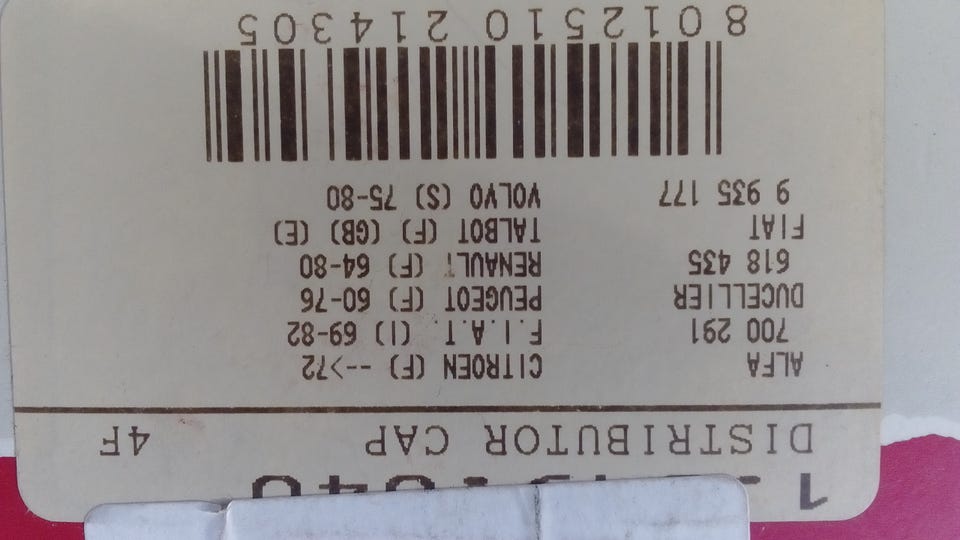 DISTRIBUTOR CAP 4F
ALFA CITROEN (F) -->72
700 291 F.I.A.T. (I) 69-82
DUCELLIER PEUGEOT (F) 60-76
618 435 RENAULT (F) 64-80
FIAT TALBOT (F) (GB) (E)
9 935 177 VOLVO (S) 75-80
8 012510 214305